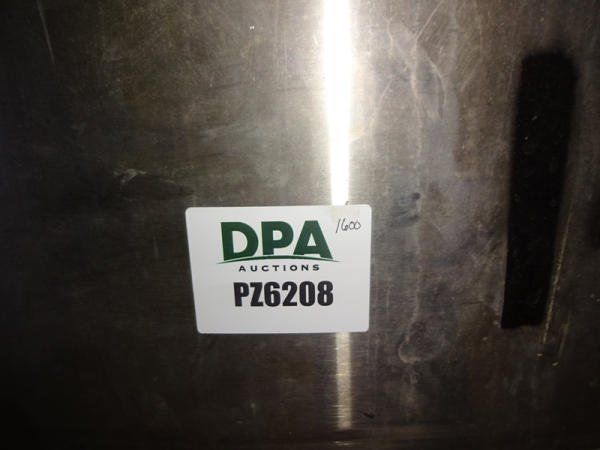 DPA
1600
AUCTIONS
PZ6208